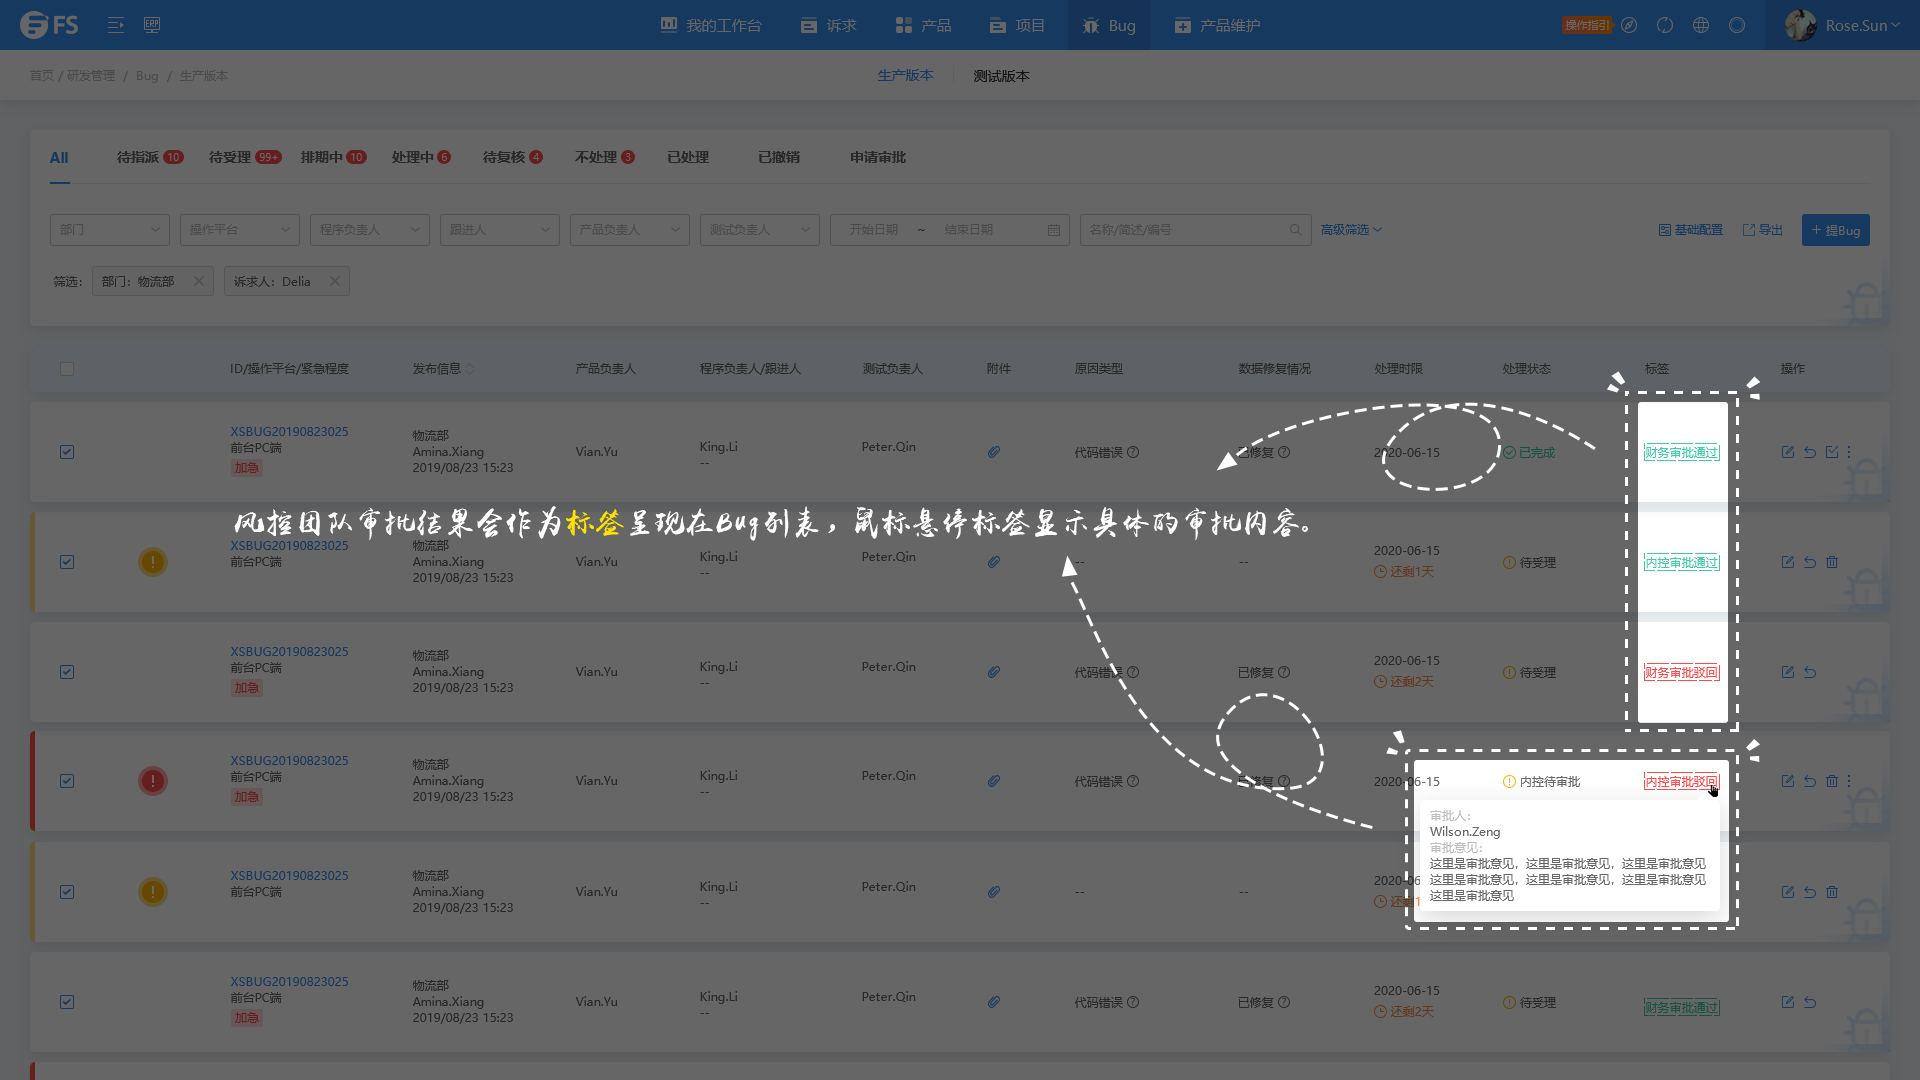 FS
ERP
我的工作台
诉求
产品
项目
Bug
产品维护
操作指引
Rose.Sun
首页 / 研发管理 / Bug / 生产版本
生产版本
测试版本
All
待指派 10
待受理 99+
排期中 10
处理中 6
待复核 4
不处理 3
已处理
已撤销
申请审批
部门
操作平台
程序负责人
跟进人
产品负责人
测试负责人
开始日期 ~ 结束日期
名称/简述/编号
高级筛选
基础配置
导出
+ 提Bug
筛选:
部门：物流部
诉求人：Delia
ID/操作平台/紧急程度
发布信息
产品负责人
程序负责人/跟进人
测试负责人
附件
原因类型
数据修复情况
处理时限
处理状态
标签
操作
XSBUG20190823025
前台PC端
加急
物流部
Amina.Xiang
2019/08/23 15:23
Vian.Yu
King.Li
--
Peter.Qin
代码错误
已修复
2020-06-15
已完成
财务审批通过
风控团队审批结果会作为标签呈现在Bug列表，鼠标悬停标签显示具体的审批内容。
XSBUG20190823025
前台PC端
物流部
Amina.Xiang
2019/08/23 15:23
Vian.Yu
King.Li
--
Peter.Qin
--
--
2020-06-15
还剩1天
待受理
内控审批通过
XSBUG20190823025
前台PC端
加急
物流部
Amina.Xiang
2019/08/23 15:23
Vian.Yu
King.Li
--
Peter.Qin
代码错误
已修复
2020-06-15
还剩2天
待受理
财务审批驳回
XSBUG20190823025
前台PC端
加急
物流部
Amina.Xiang
2019/08/23 15:23
Vian.Yu
King.Li
--
Peter.Qin
代码错误
已修复
2020-06-15
内控待审批
内控审批驳回
审批人：
Wilson.Zeng
审批意见：
这里是审批意见，这里是审批意见，这里是审批意见
这里是审批意见，这里是审批意见，这里是审批意见
这里是审批意见
XSBUG20190823025
前台PC端
物流部
Amina.Xiang
2019/08/23 15:23
Vian.Yu
King.Li
--
Peter.Qin
--
--
2020-06
还剩1
XSBUG20190823025
前台PC端
加急
物流部
Amina.Xiang
2019/08/23 15:23
Vian.Yu
King.Li
--
Peter.Qin
代码错误
已修复
2020-06-15
还剩2天
待受理
财务审批通过